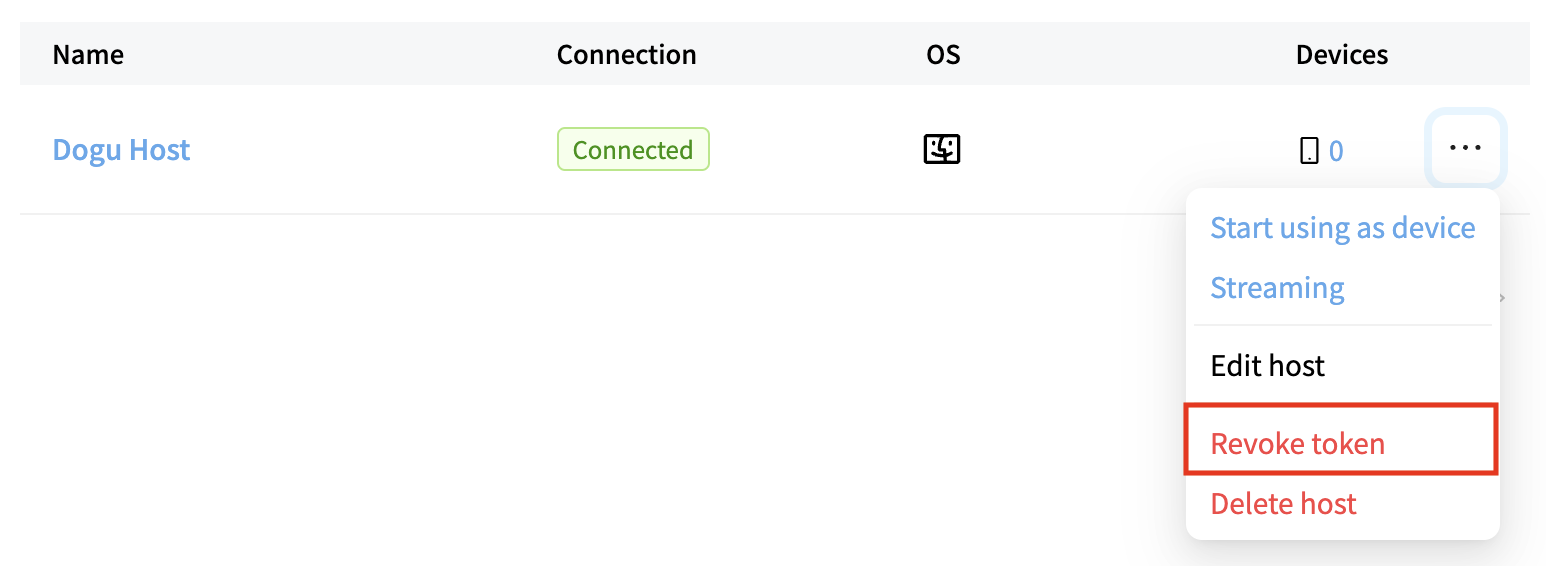 Name Connection OS Devices
Dogu Host Connected 0 ...
Start using as device
Streaming
Edit host
Revoke token
Delete host